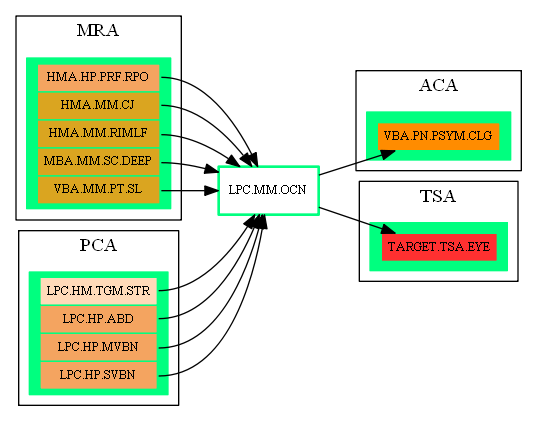 MRA
HMA.HP.PRF.RPO
HMA.MM.CJ
HMA.MM.RIMLF
MBA.MM.SC.DEEP
VBA.MM.PT.SL
PCA
LPC.HM.TGM.STR
LPC.HP.ABD
LPC.HP.MVBN
LPC.HP.SVBN
LPC.MM.OCN
ACA
VBA.PN.PSYM.CLG
TSA
TARGET.TSA.EYE